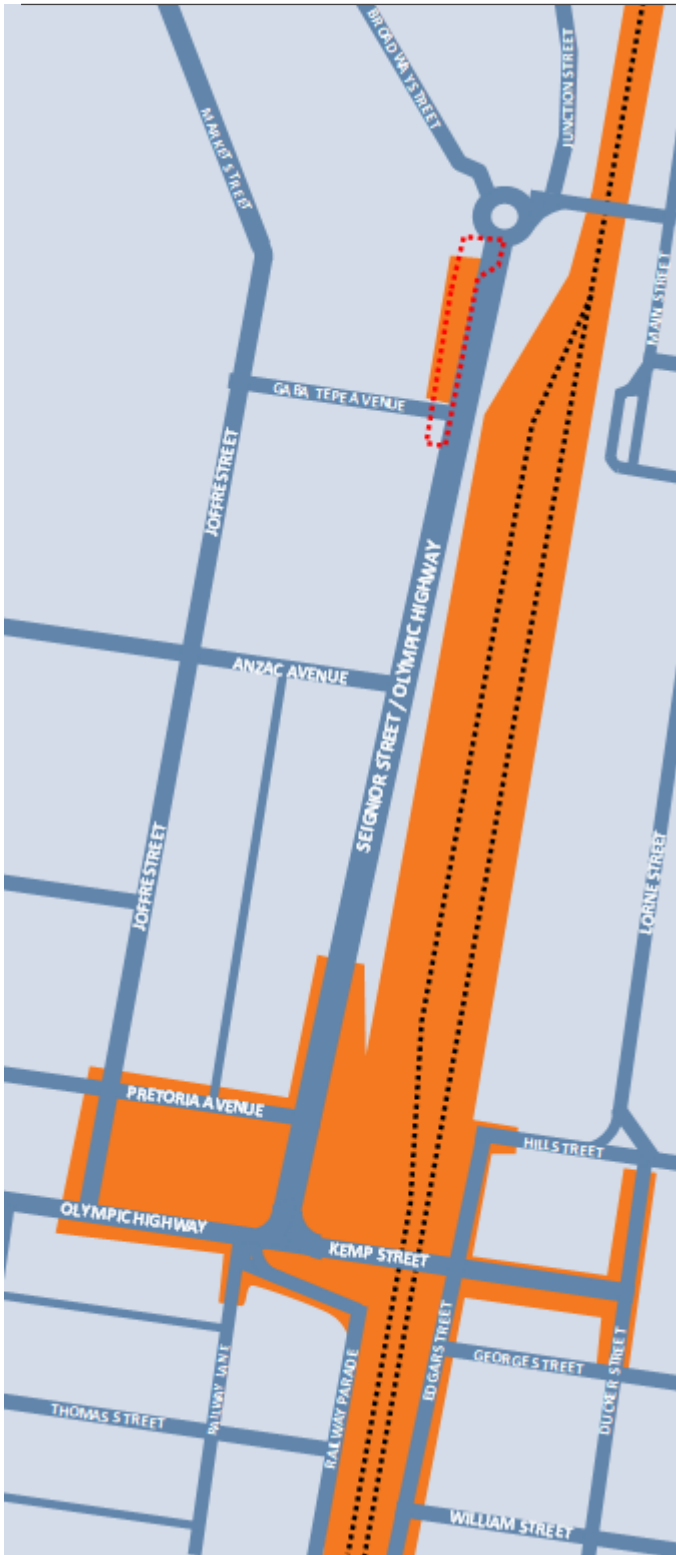 BROADWAY STREET
JUNCTION STREET
MARKET STREET
MAIN STREET
GABA TEPE AVENUE
JOFFRE STREET
SEIGNIOR STREET / OLYMPIC HIGHWAY
ANZAC AVENUE
JOFFRE STREET
LORNE STREET
PRETORIA AVENUE
HILL STREET
OLYMPIC HIGHWAY
KEMP STREET
EDGAR STREET
GEORGE STREET
DUCKER STREET
RAILWAY LANE
RAILWAY PARADE
THOMAS STREET
WILLIAM STREET